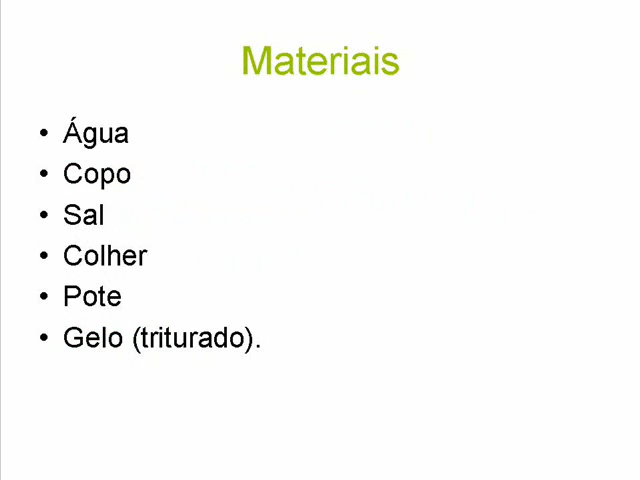 Materiais
• Água
• Copo
• Sal
• Colher
• Pote
• Gelo (triturado).